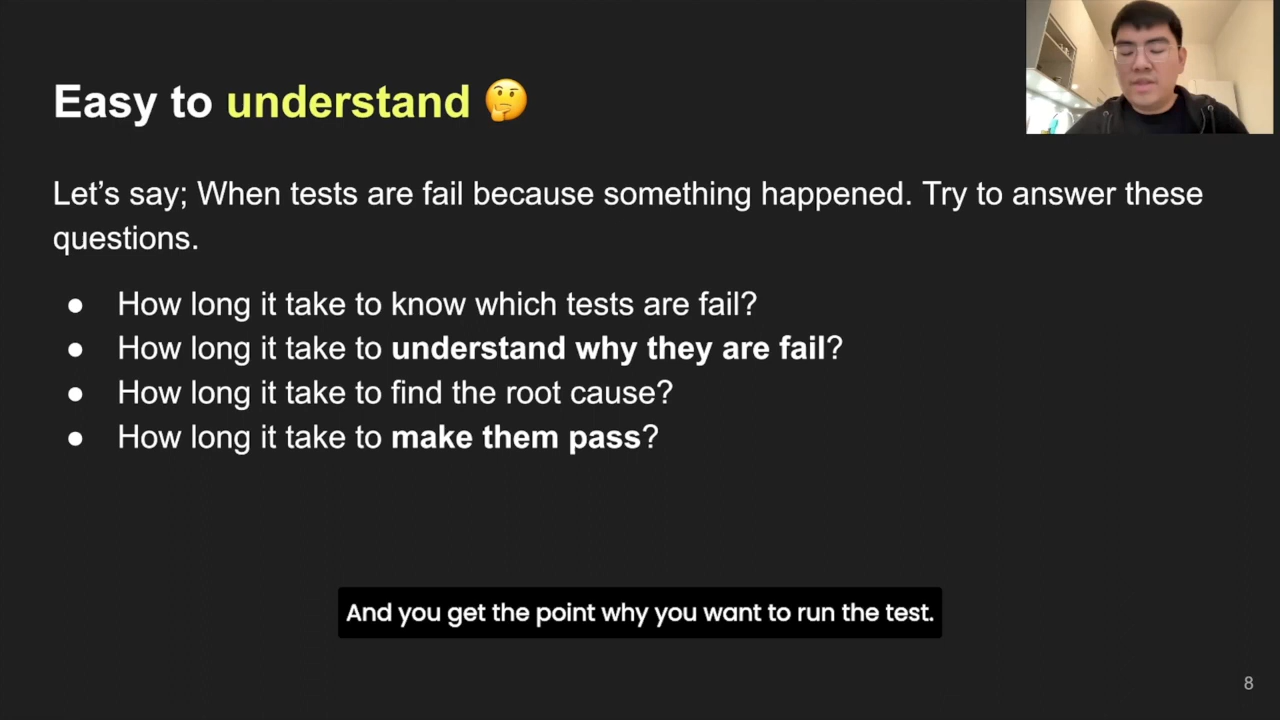 Easy to understand 🤔
Let’s say; When tests are fail because something happened. Try to answer these
questions.
● How long it take to know which tests are fail?
● How long it take to understand why they are fail?
● How long it take to find the root cause?
● How long it take to make them pass?
And you get the point why you want to run the test.
8